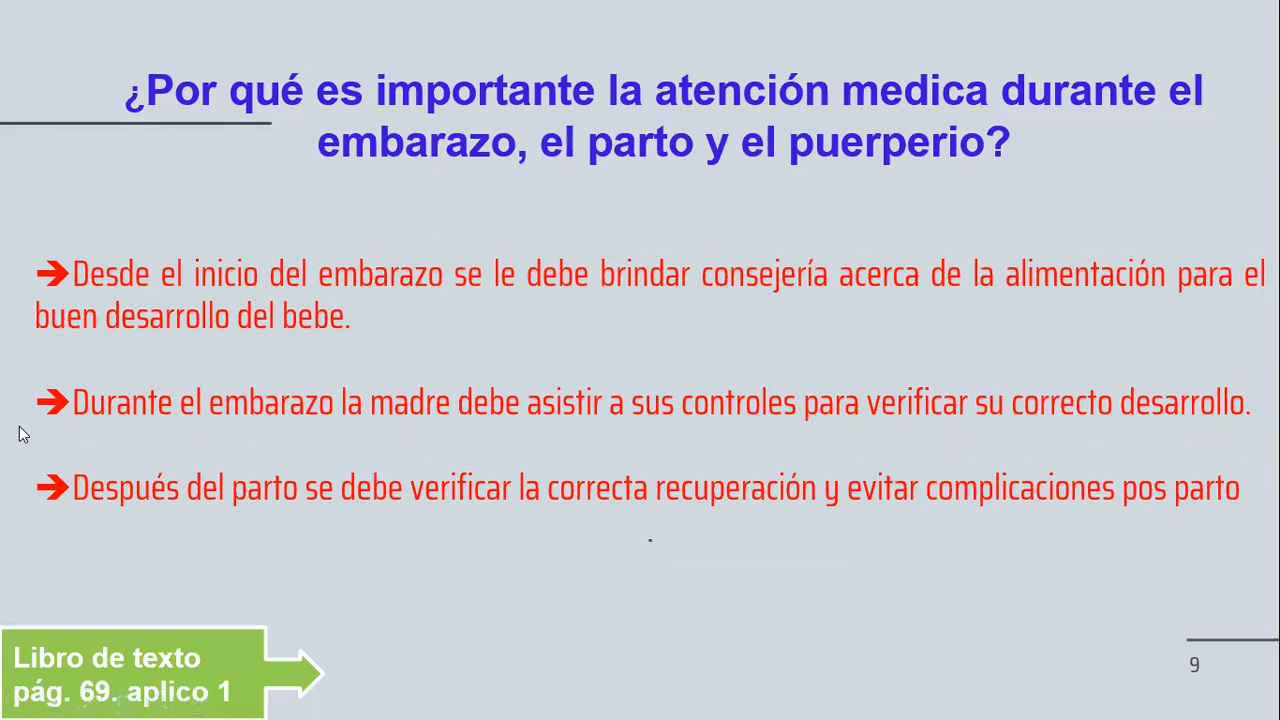 ¿Por qué es importante la atención medica durante el
embarazo, el parto y el puerperio?
➔Desde el inicio del embarazo se le debe brindar consejería acerca de la alimentación para el
buen desarrollo del bebe.
➔Durante el embarazo la madre debe asistir a sus controles para verificar su correcto desarrollo.
➔Después del parto se debe verificar la correcta recuperación y evitar complicaciones pos parto
.
Libro de texto
pág. 69. aplico 1
9